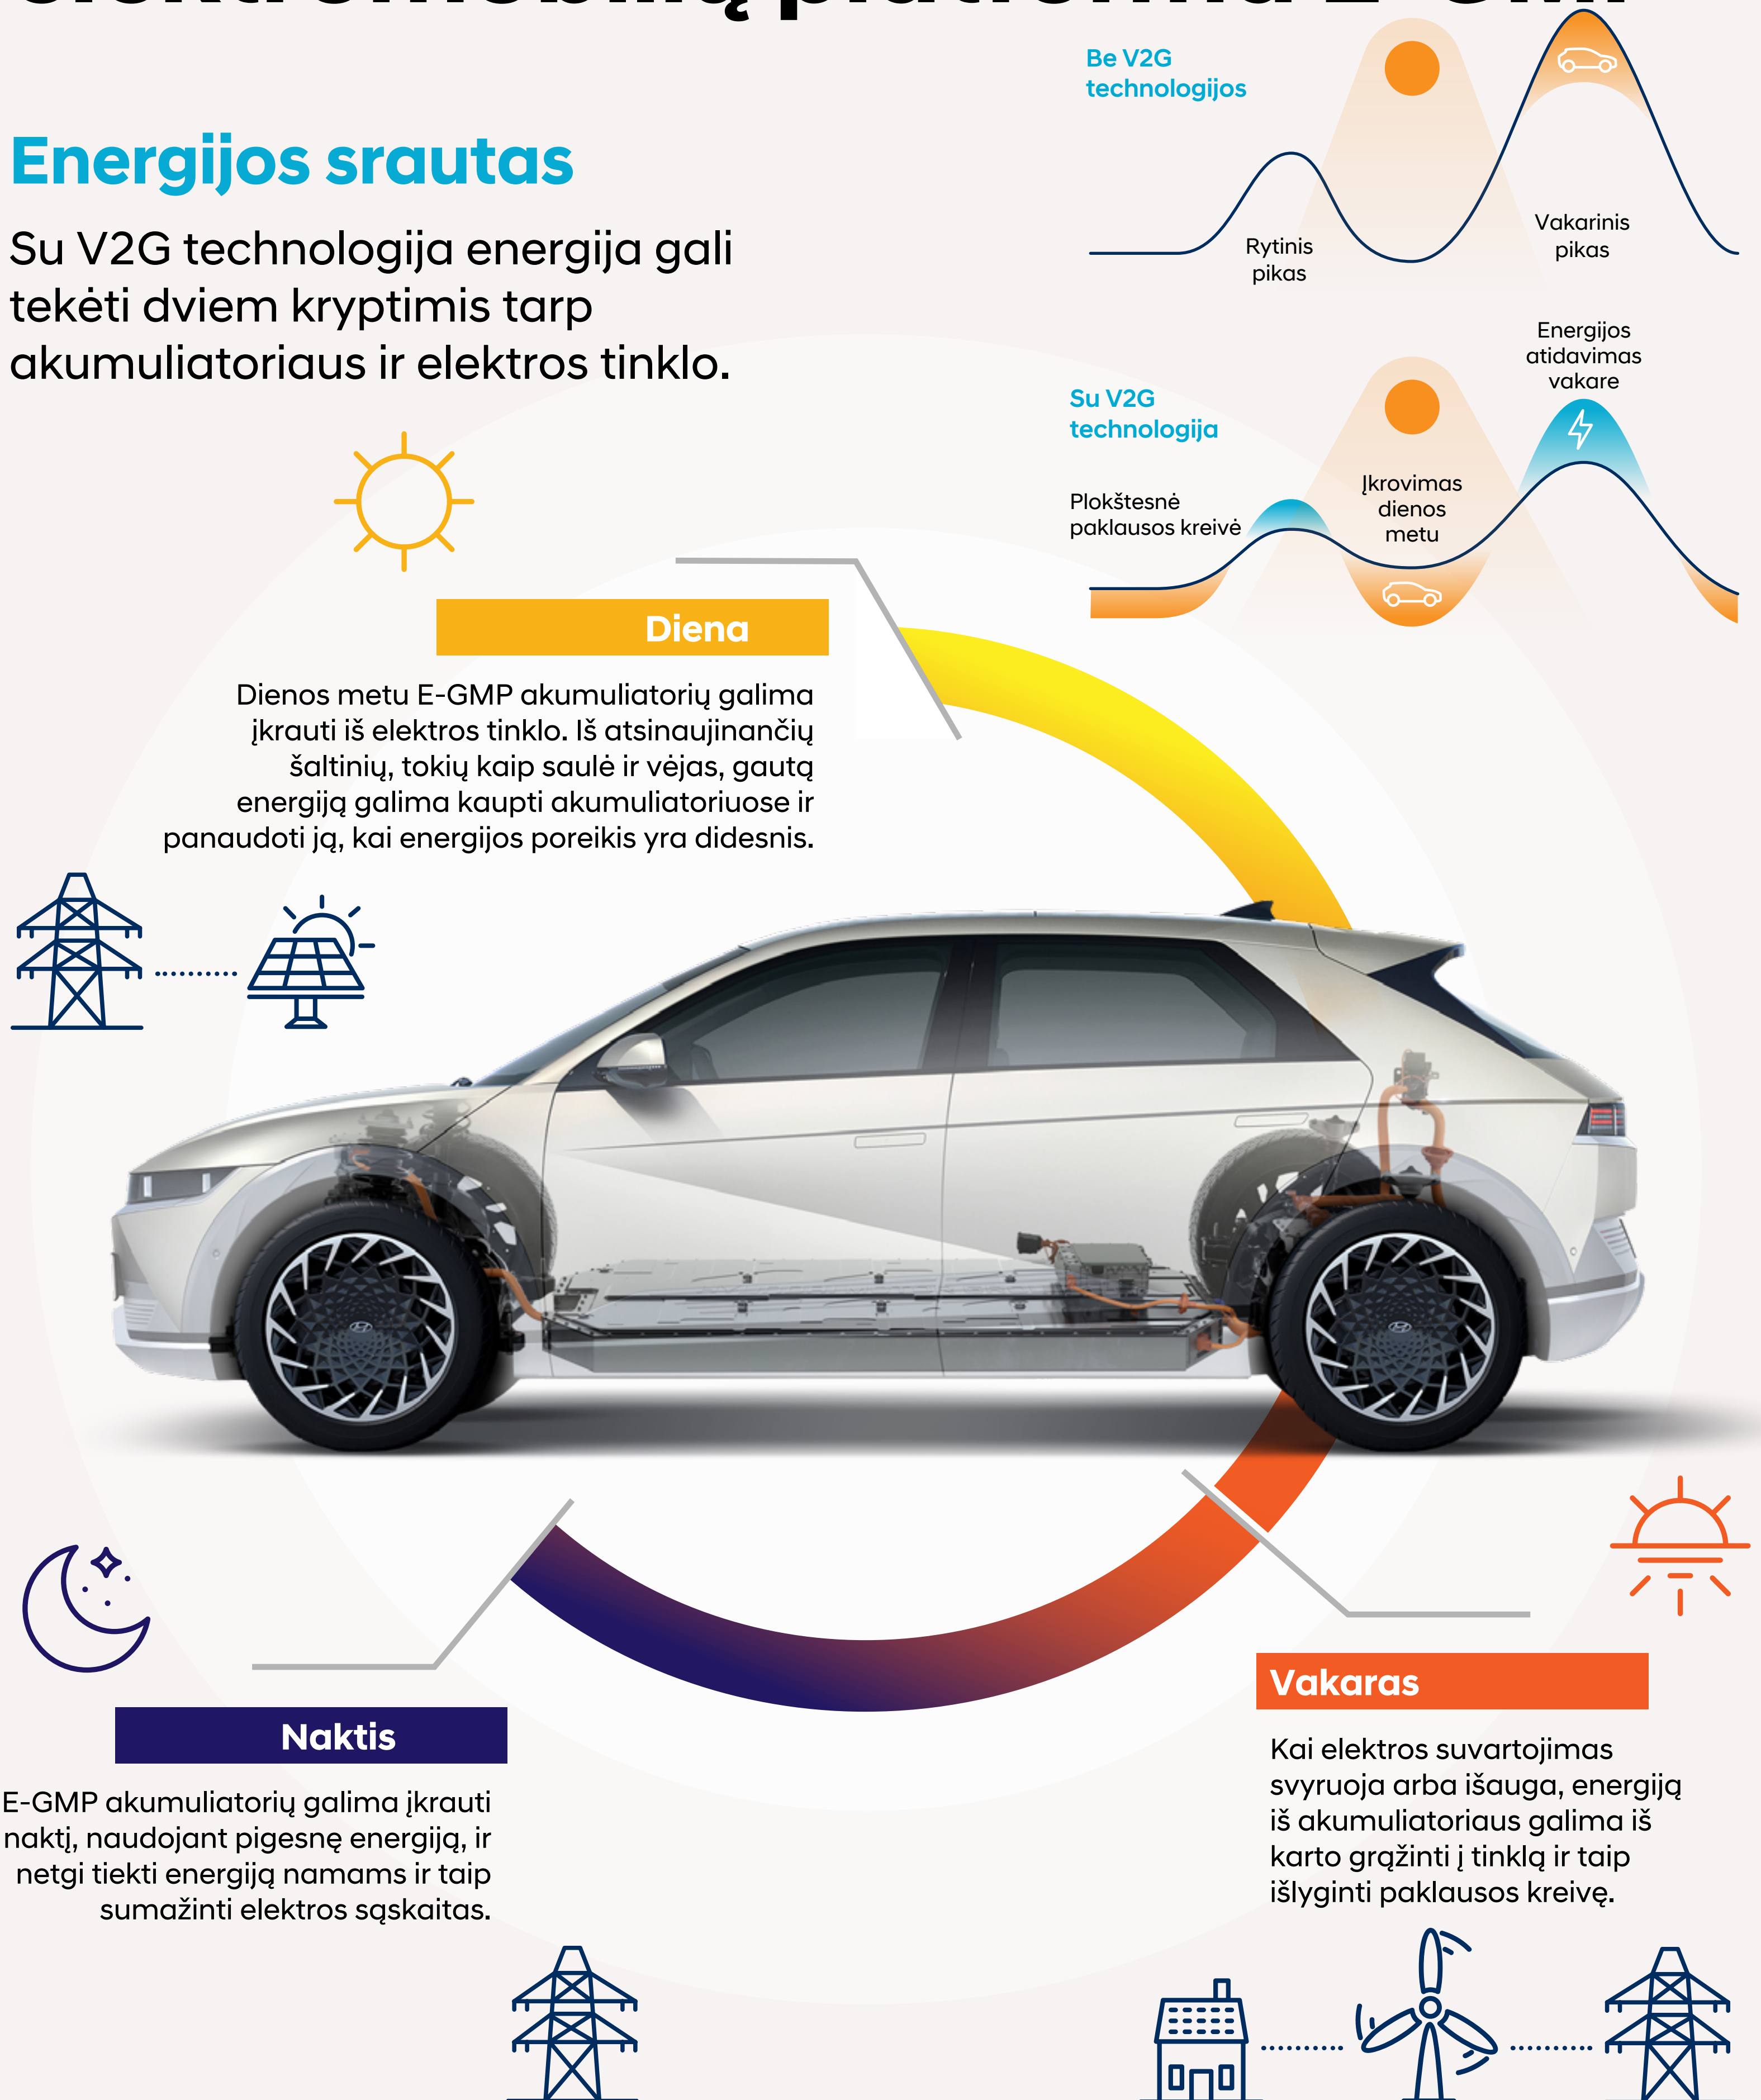 Energijos srautas
Su V2G technologija energija gali
tekėti dviem kryptimis tarp
akumuliatoriaus ir elektros tinklo.
Be V2G
technologijos
Rytinis
pikas
Vakarinis
pikas
Su V2G
technologija
Energijos
atidavimas
vakare
Plokštesnė
paklausos kreivė
Įkrovimas
dienos
metu
Diena
Dienos metu E-GMP akumuliatorių galima
įkrauti iš elektros tinklo. Iš atsinaujinančių
šaltinių, tokių kaip saulė ir vėjas, gautą
energiją galima kaupti akumuliatoriuose ir
panaudoti ją, kai energijos poreikis yra didesnis.
Vakaras
Kai elektros suvartojimas
svyruoja arba išauga, energiją
iš akumuliatoriaus galima iš
karto grąžinti į tinklą ir taip
išlyginti paklausos kreivę.
Naktis
E-GMP akumuliatorių galima įkrauti
naktį, naudojant pigesnę energiją, ir
netgi tiekti energiją namams ir taip
sumažinti elektros sąskaitas.